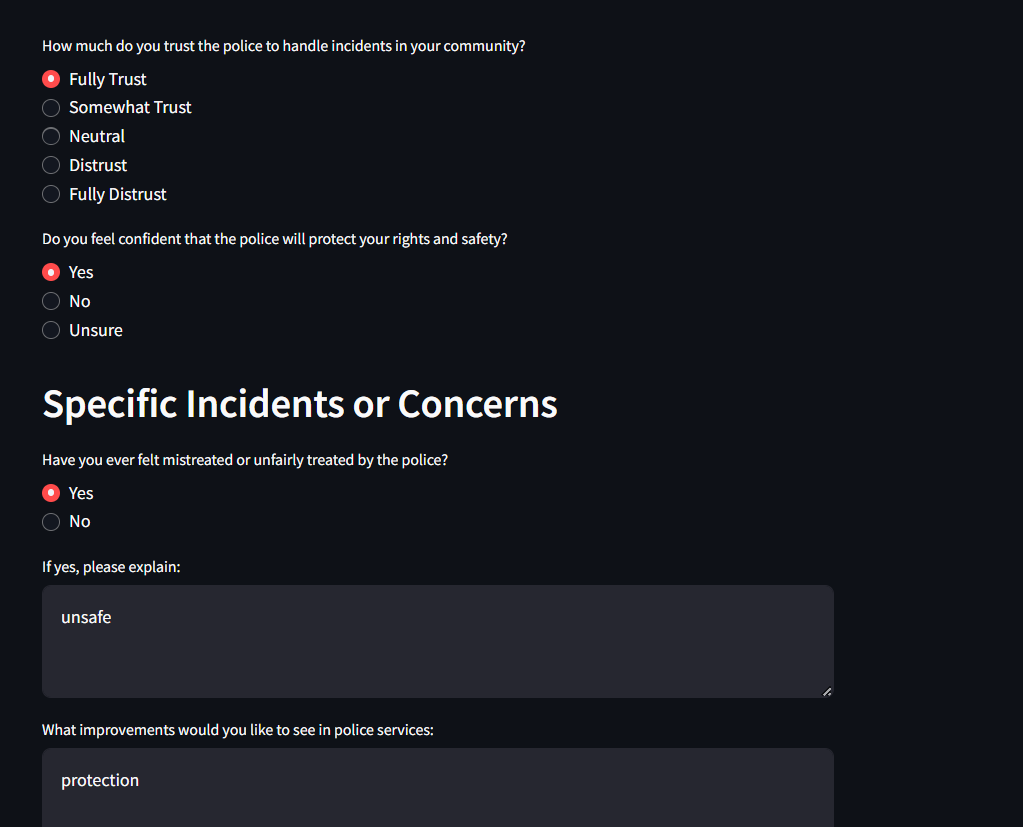 How much do you trust the police to handle incidents in your community?
Fully Trust
Somewhat Trust
Neutral
Distrust
Fully Distrust
Do you feel confident that the police will protect your rights and safety?
Yes
No
Unsure
Specific Incidents or Concerns
Have you ever felt mistreated or unfairly treated by the police?
Yes
No
If yes, please explain:
unsafe
What improvements would you like to see in police services:
protection